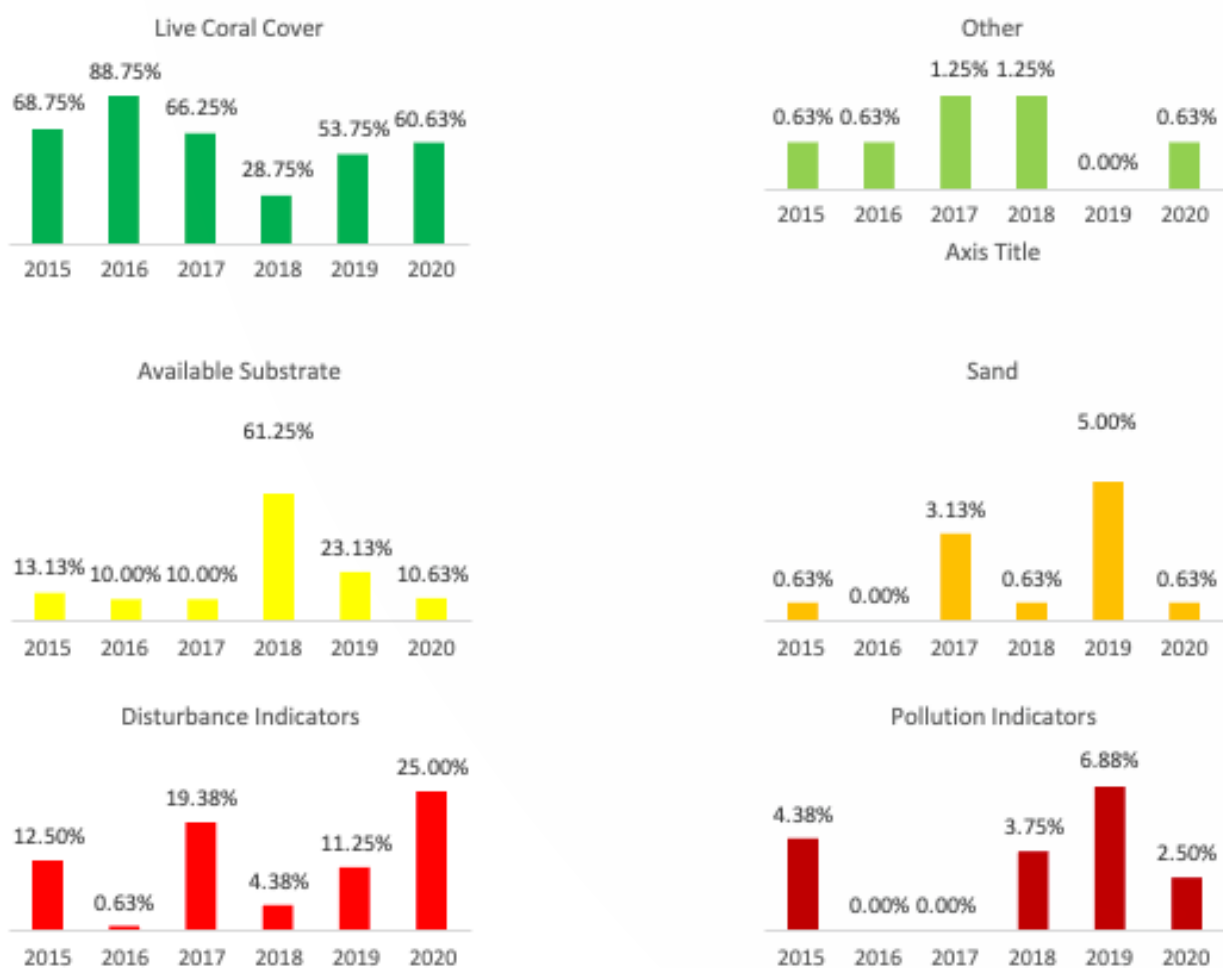 Live Coral Cover
68.75% 88.75% 66.25% 28.75% 53.75% 60.63%
2015 2016 2017 2018 2019 2020
Other
0.63% 0.63% 1.25% 1.25% 0.00% 0.63%
2015 2016 2017 2018 2019 2020
Axis Title
Available Substrate
13.13% 10.00% 10.00% 61.25% 23.13% 10.63%
2015 2016 2017 2018 2019 2020
Sand
0.63% 0.00% 3.13% 0.63% 5.00% 0.63%
2015 2016 2017 2018 2019 2020
Disturbance Indicators
12.50% 0.63% 19.38% 4.38% 11.25% 25.00%
2015 2016 2017 2018 2019 2020
Pollution Indicators
4.38% 0.00% 0.00% 3.75% 6.88% 2.50%
2015 2016 2017 2018 2019 2020